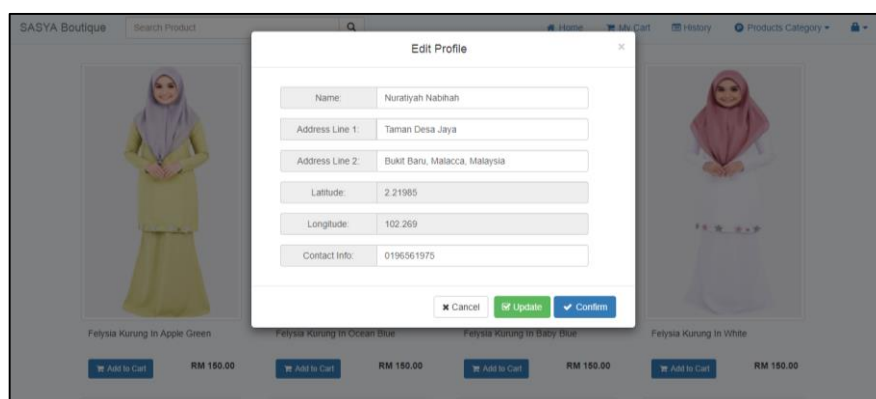 SASYA Boutique Search Product Home My Cart History Products Category
Edit Profile ×
Name: Nuratiyah Nabihah
Address Line 1: Taman Desa Jaya
Address Line 2: Bukit Baru, Malacca, Malaysia
Latitude: 2.21985
Longitude: 102.269
Contact Info: 0196561975
Cancel Update Confirm
Felysia Kurung In Apple Green Felysia Kurung In Ocean Blue Felysia Kurung In Baby Blue Felysia Kurung In White
Add to Cart RM 150.00 Add to Cart RM 150.00 Add to Cart RM 150.00 Add to Cart RM 150.00